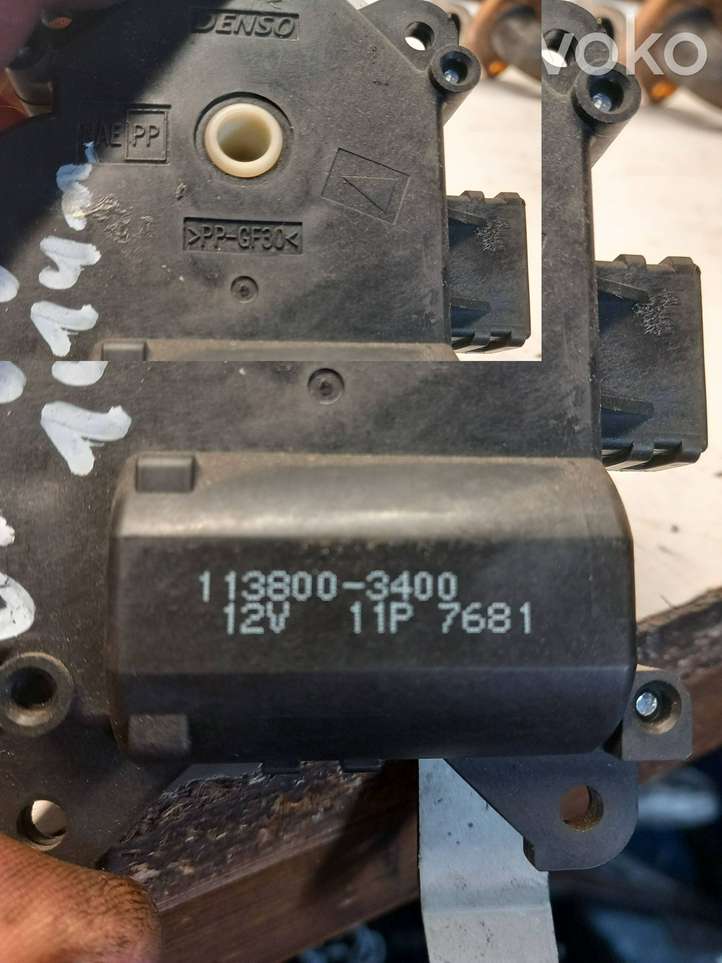 DENSO
voko
PP
>PP-GF30<
113800-3400
12V 11P 7681